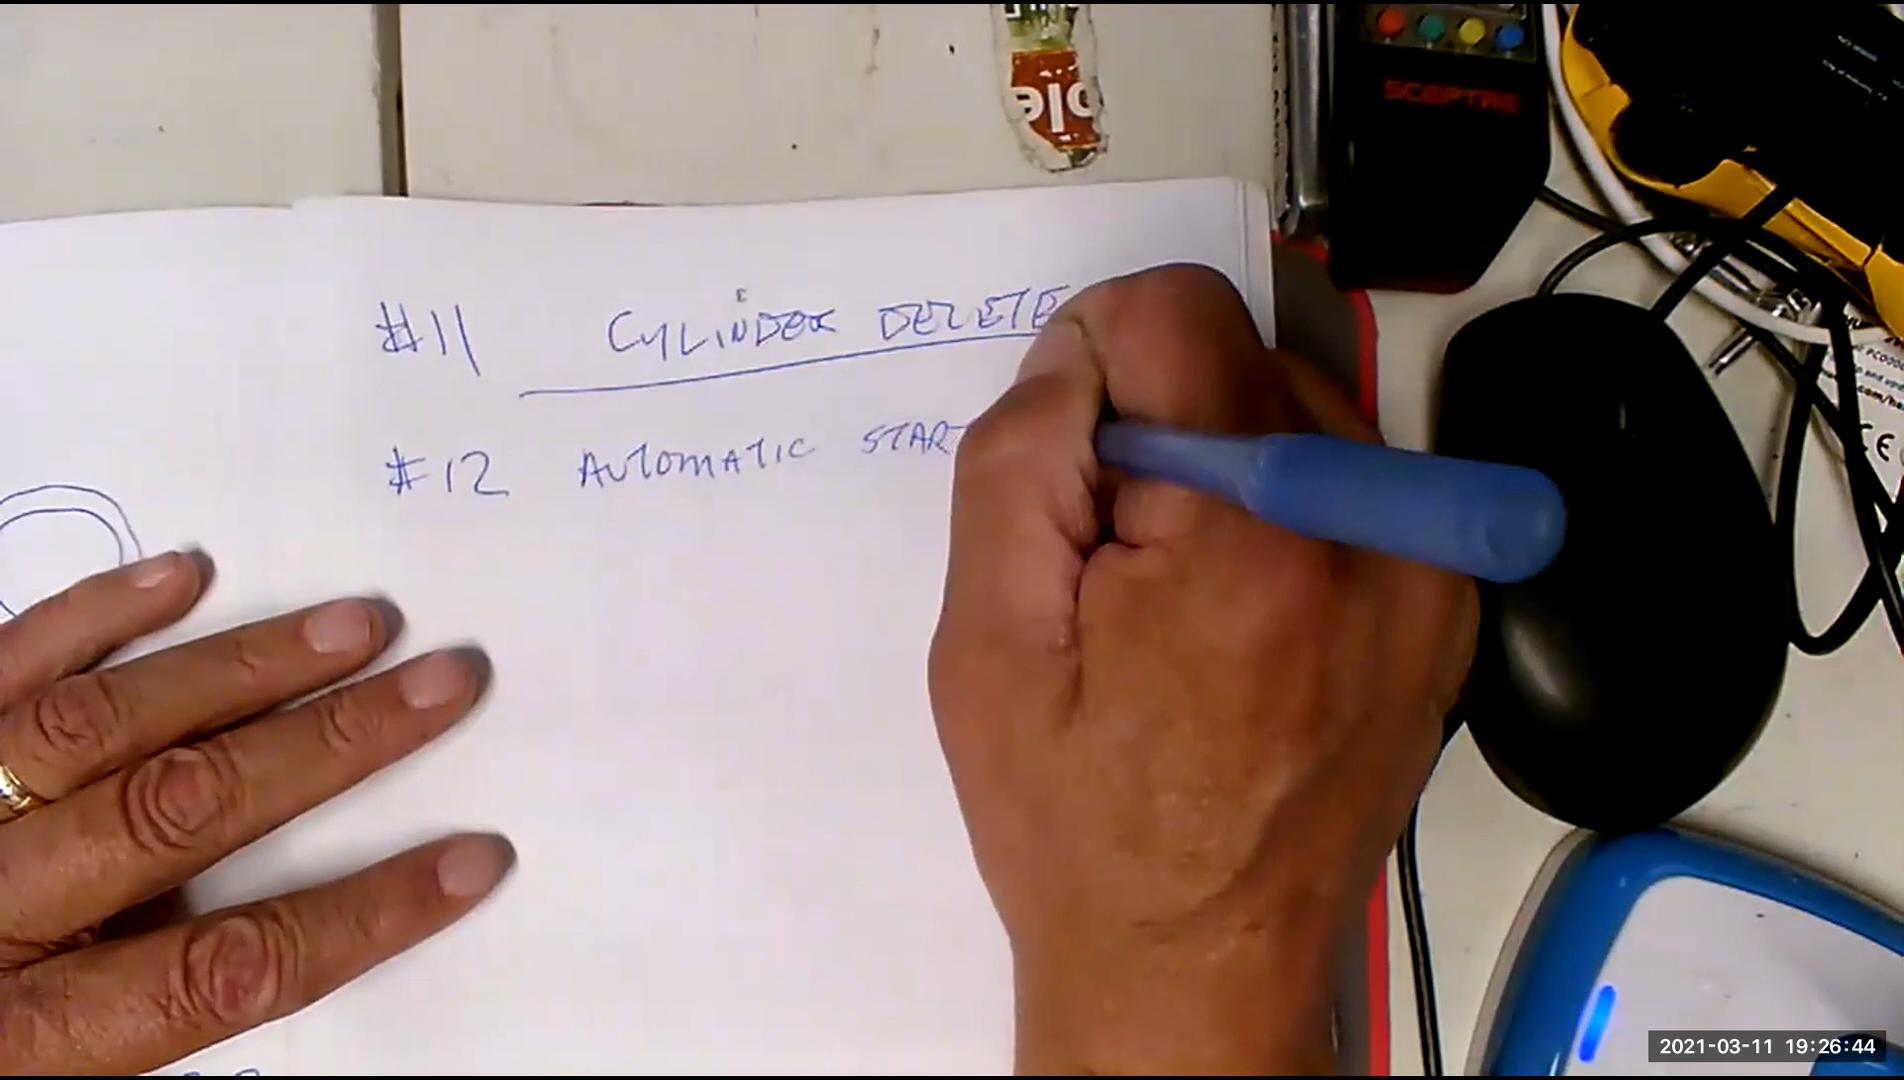 SCEPTRE
#11 CYLINDER DELETE
#12 AUTOMATIC START
2021-03-11 19:26:44